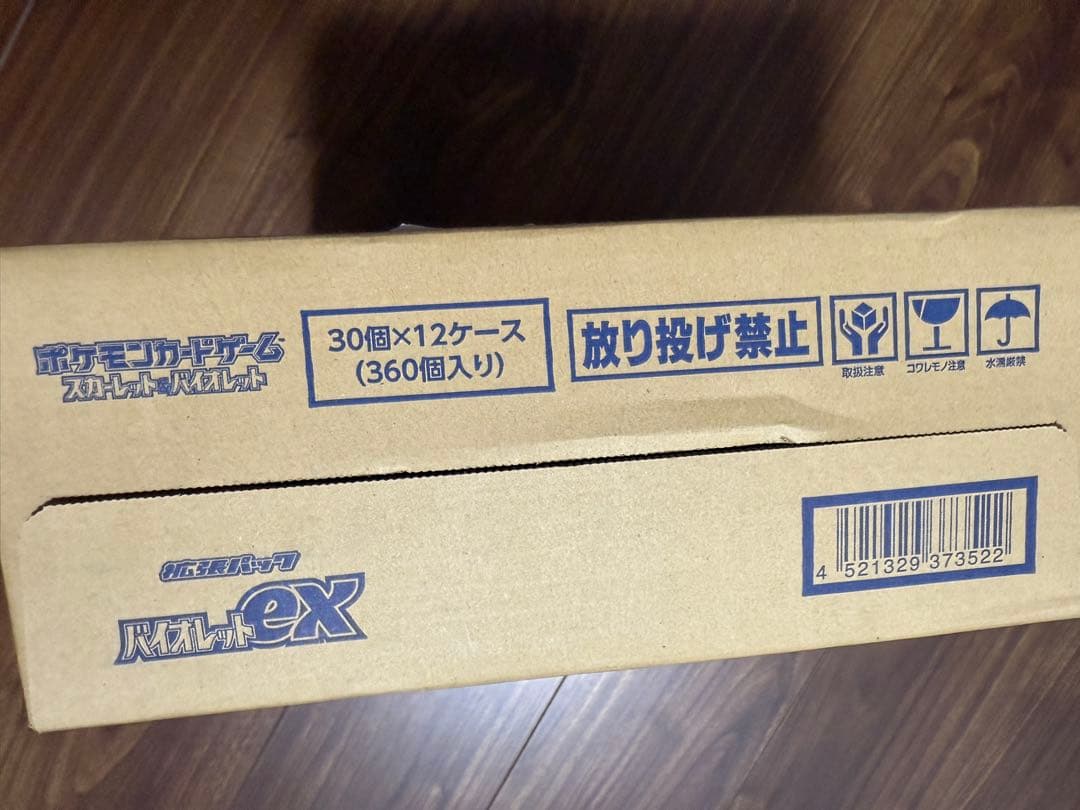 ポケモンカードゲーム
スカーレット&バイオレット
30個×12ケース
(360個入り)
放り投げ禁止
取扱注意
コワレモノ注意
水濡厳禁
拡張パック
バイオレットex
4 521329 373522